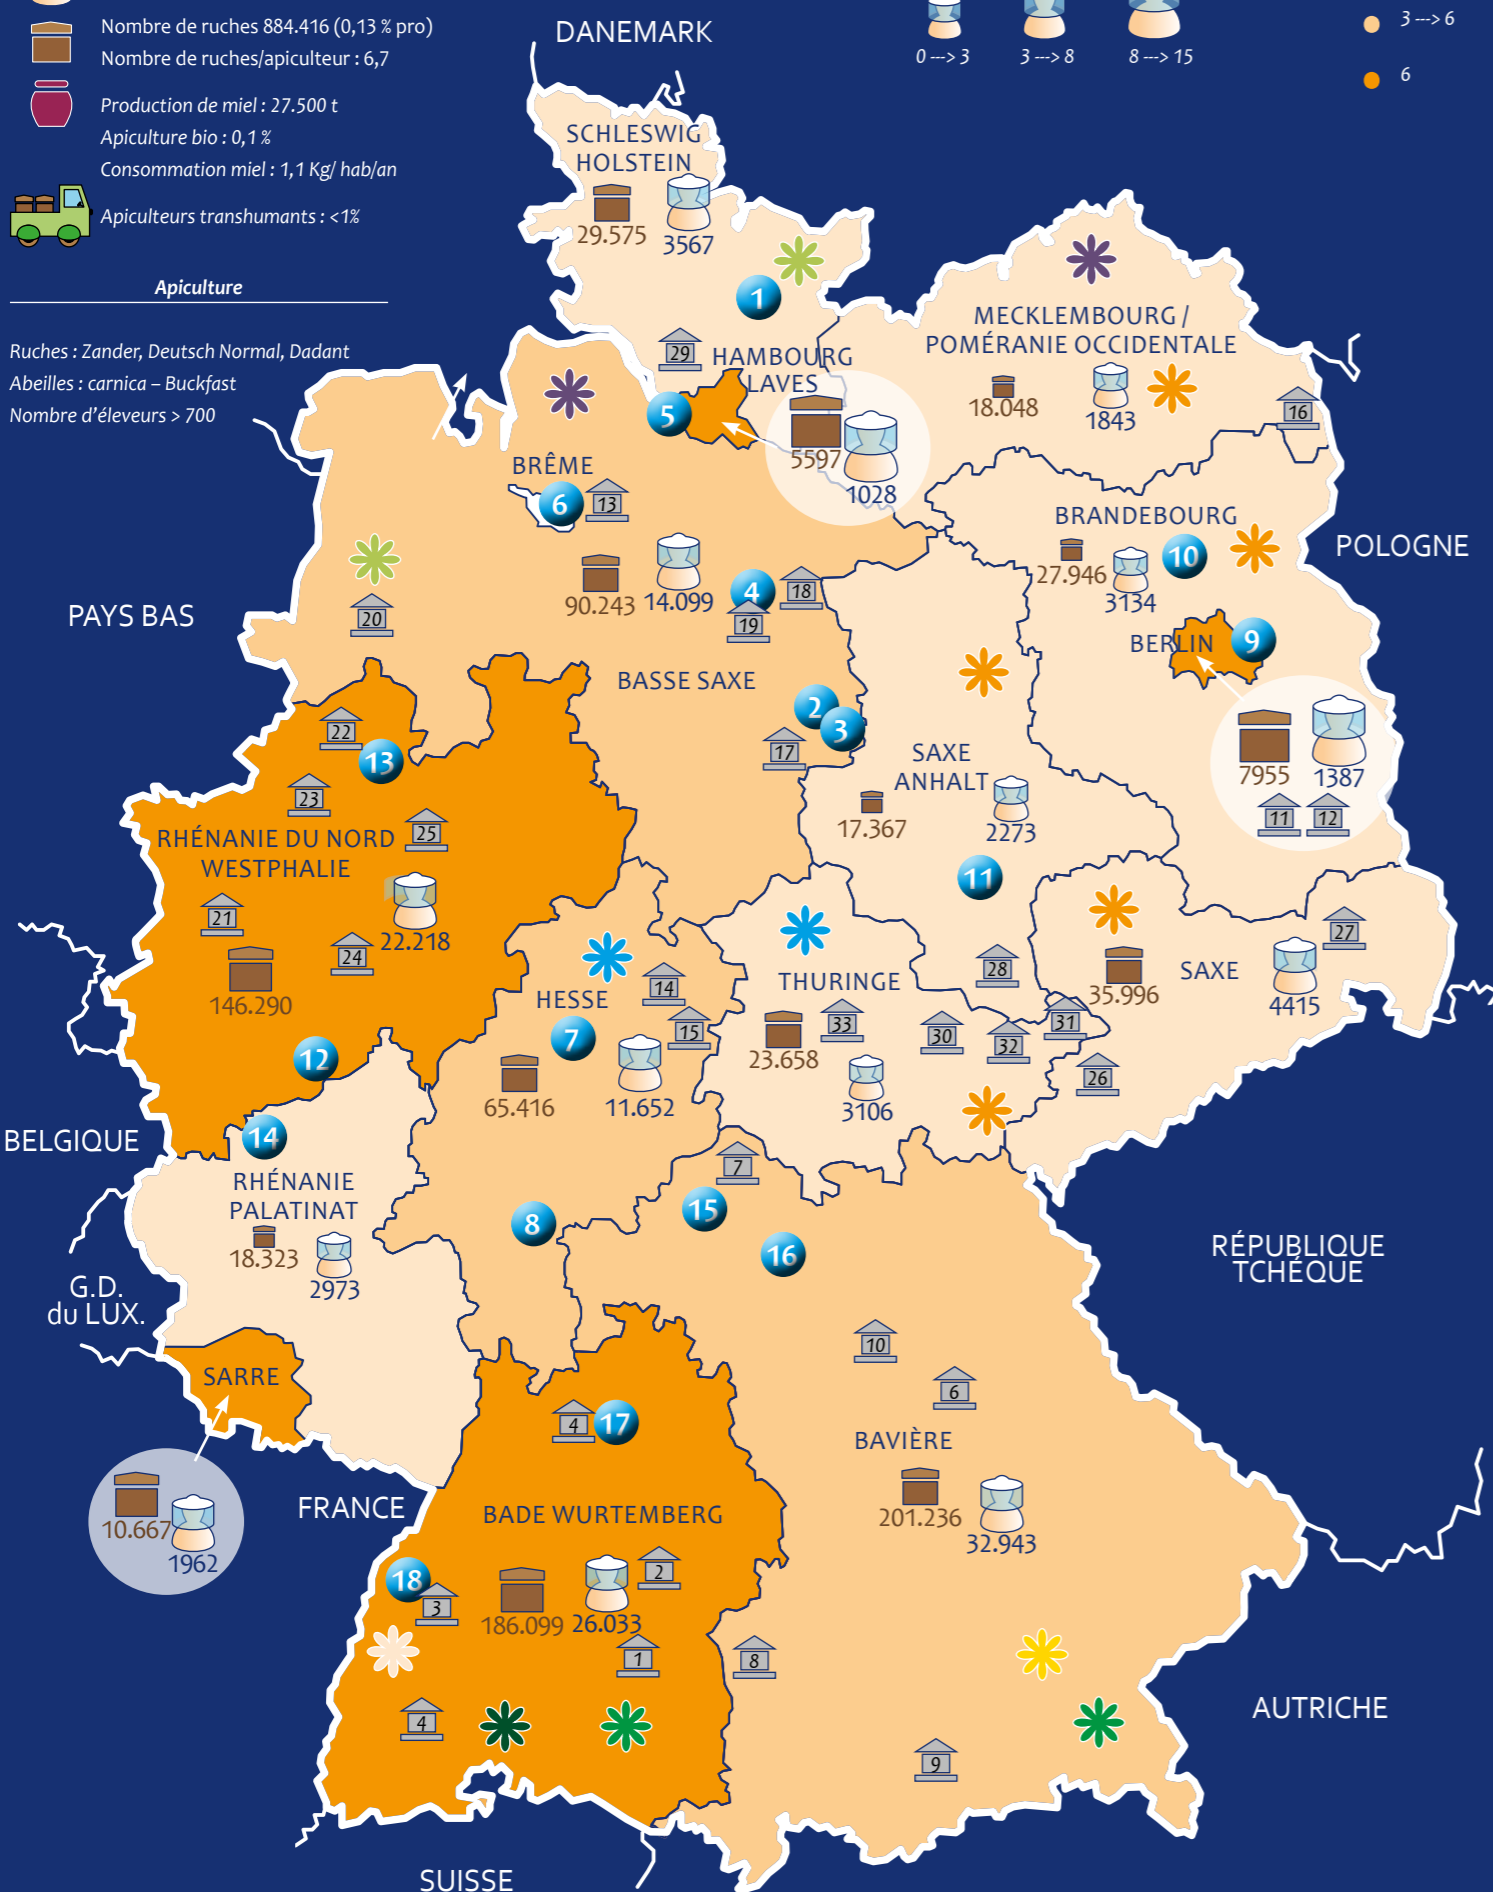 Nombre de ruches 884.416 (0,13 % pro)
Nombre de ruches/apiculteur : 6,7
Production de miel : 27.500 t
Apiculture bio : 0,1 %
Consommation miel : 1,1 Kg/ hab/an
Apiculteurs transhumants : <1%
Apiculture
Ruches : Zander, Deutsch Normal, Dadant
Abeilles : carnica – Buckfast
Nombre d'éleveurs > 700
0 ---> 3
3 ---> 8
8 ---> 15
3 ---> 6
6
DANEMARK
SCHLESWIG
HOLSTEIN
29.575
3567
1
MECKLEMBOURG /
POMÉRANIE OCCIDENTALE
18.048
1843
16
29
HAMBOURG
LAVES
5
5597
1028
BRÊME
6
13
BRANDEBOURG
10
27.946
3134
POLOGNE
PAYS BAS
20
90.243
14.099
4
18
19
BERLIN
9
7955
1387
11
12
BASSE SAXE
2
3
17
SAXE
ANHALT
17.367
2273
11
22
13
23
25
RHÉNANIE DU NORD
WESTPHALIE
21
22.218
24
146.290
12
HESSE
14
7
15
65.416
11.652
8
THURINGE
33
23.658
3106
30
32
31
28
27
SAXE
35.996
4415
26
BELGIQUE
14
RHÉNANIE
PALATINAT
18.323
2973
G.D.
du LUX.
7
15
16
RÉPUBLIQUE
TCHÈQUE
SARRE
10.667
1962
10
6
4
17
BAVIÈRE
201.236
32.943
FRANCE
BADE WURTEMBERG
18
3
186.099
26.033
2
1
8
4
9
AUTRICHE
SUISSE